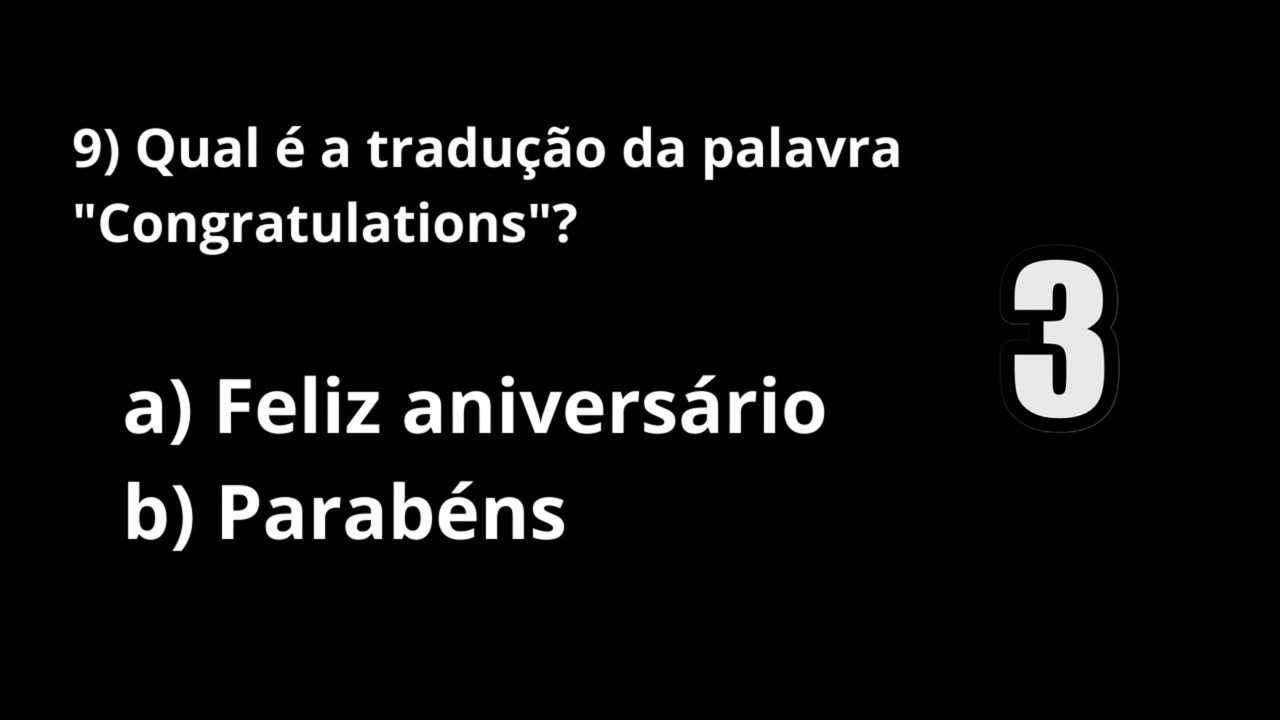 9) Qual é a tradução da palavra
"Congratulations"?
3
a) Feliz aniversário
b) Parabéns